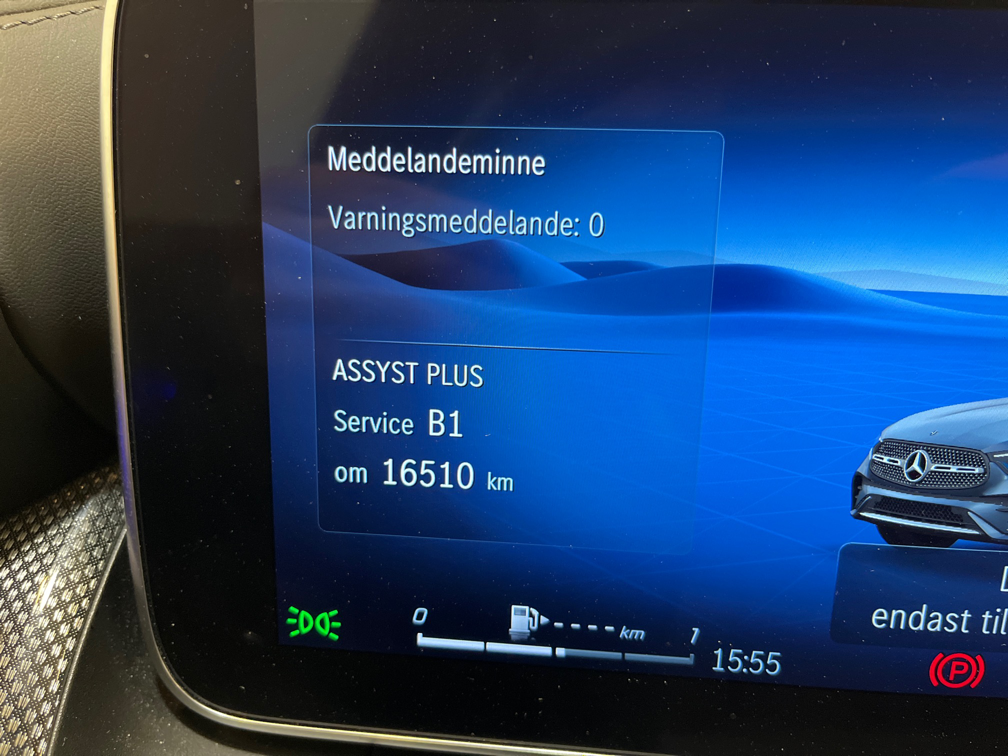 Meddelandeminne
Varningsmeddelande: 0
ASSYST PLUS
Service B1
om 16510 km
endast til
0 ---- km 1
15:55
P